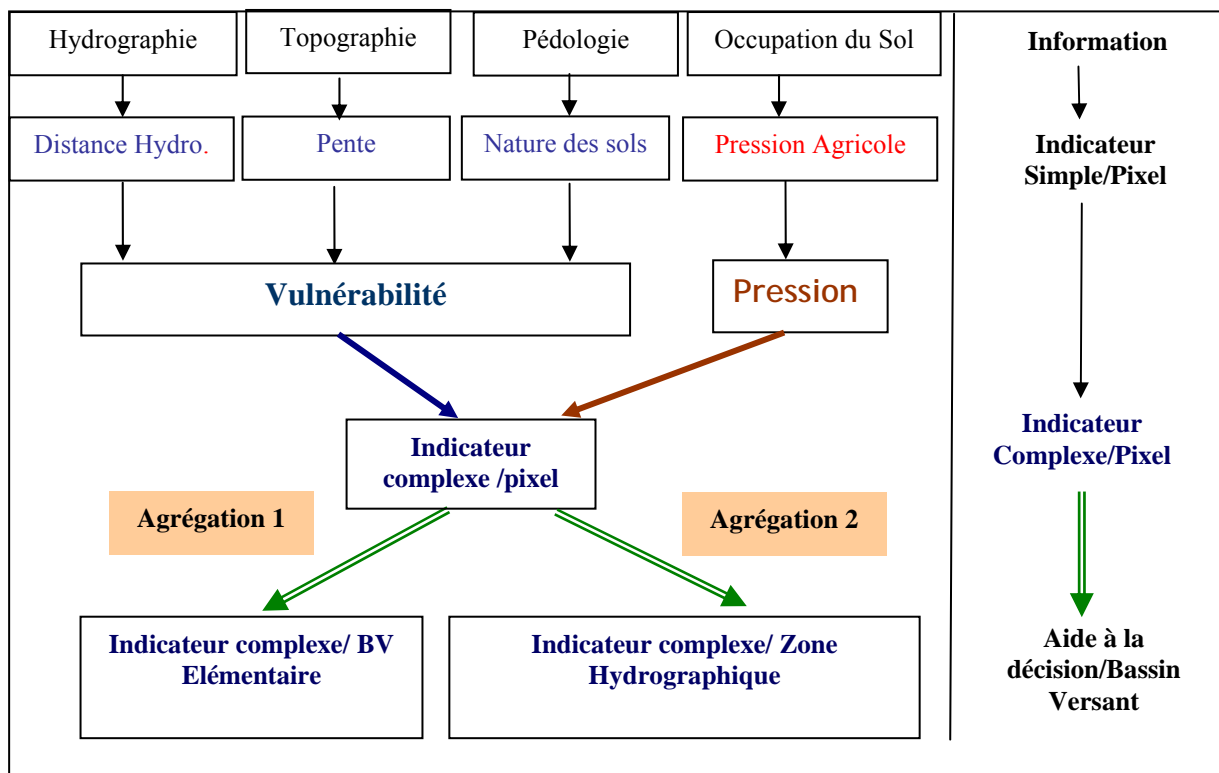 Hydrographie
Topographie
Pédologie
Occupation du Sol
Information
Distance Hydro.
Pente
Nature des sols
Pression Agricole
Indicateur
Simple/Pixel
Vulnérabilité
Pression
Indicateur
complexe /pixel
Indicateur
Complexe/Pixel
Agrégation 1
Agrégation 2
Indicateur complexe/ BV
Elémentaire
Indicateur complexe/ Zone
Hydrographique
Aide à la
décision/Bassin
Versant